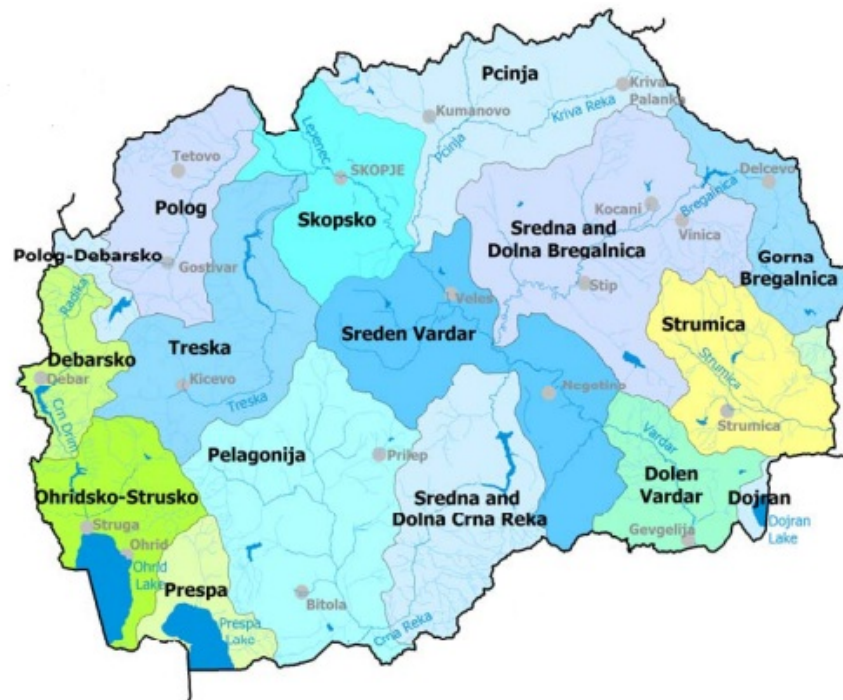 Pcinja
Kriva
Palanka
Kumanovo
Kriva Reka
Lepenec
Pcinja
Tetovo
SKOPJE
Delcevo
Polog
Bregalnica
Kocani
Skopsko
Sredna and
Dolna Bregalnica
Vinica
Polog-Debarsko
Gostivar
Gorna
Bregalnica
Radika
Stip
Veles
Strumica
Sreden Vardar
Treska
Debarsko
Strumica
Debar
Kicevo
Negotino
Treska
Crn Drim
Strumica
Vardar
Pelagonija
Prilep
Dolen
Vardar
Ohridsko-Strusko
Sredna and
Dolna Crna Reka
Dojran
Struga
Gevgelija
Dojran
Lake
Ohrid
Ohrid
Lake
Prespa
Bitola
Prespa
Lake
Crna Reka